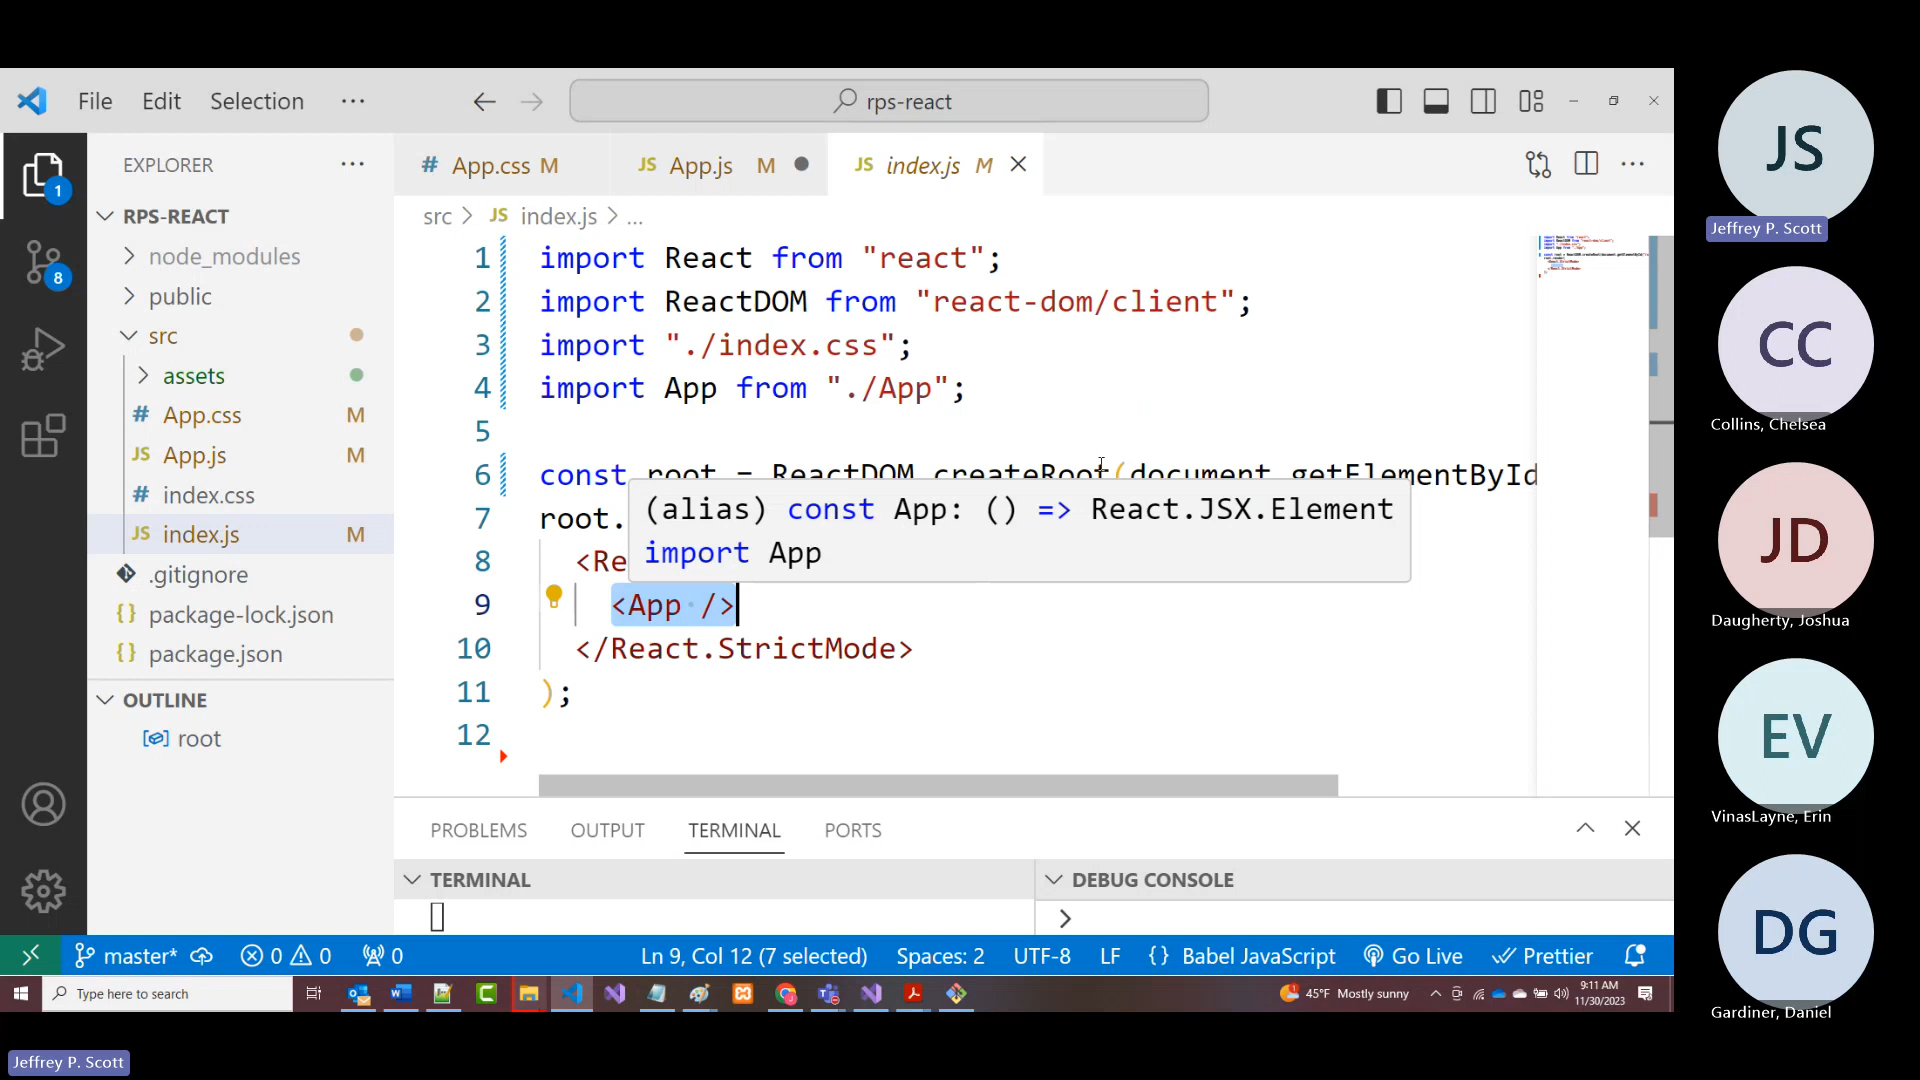 File Edit Selection ··· rps-react
EXPLORER ···
RPS-REACT
node_modules
public
src
assets
# App.css M
JS App.js M
# index.css
JS index.js M
.gitignore
{} package-lock.json
{} package.json
OUTLINE
root
1
8
# App.css M JS App.js M JS index.js M
src > JS index.js > ...
1 import React from "react";
2 import ReactDOM from "react-dom/client";
3 import "./index.css";
4 import App from "./App";
5
6 const root = ReactDOM.createRoot(document.getElementById
7 root.
8 <Re
(alias) const App: () => React.JSX.Element
import App
9 <App />
10 </React.StrictMode>
11 );
12
PROBLEMS OUTPUT TERMINAL PORTS
TERMINAL DEBUG CONSOLE
>
master* 0 0 0 Ln 9, Col 12 (7 selected) Spaces: 2 UTF-8 LF {} Babel JavaScript Go Live Prettier
Type here to search
45°F Mostly sunny
9:11 AM
11/30/2023
JS
Jeffrey P. Scott
CC
Collins, Chelsea
JD
Daugherty, Joshua
EV
VinasLayne, Erin
DG
Gardiner, Daniel
Jeffrey P. Scott